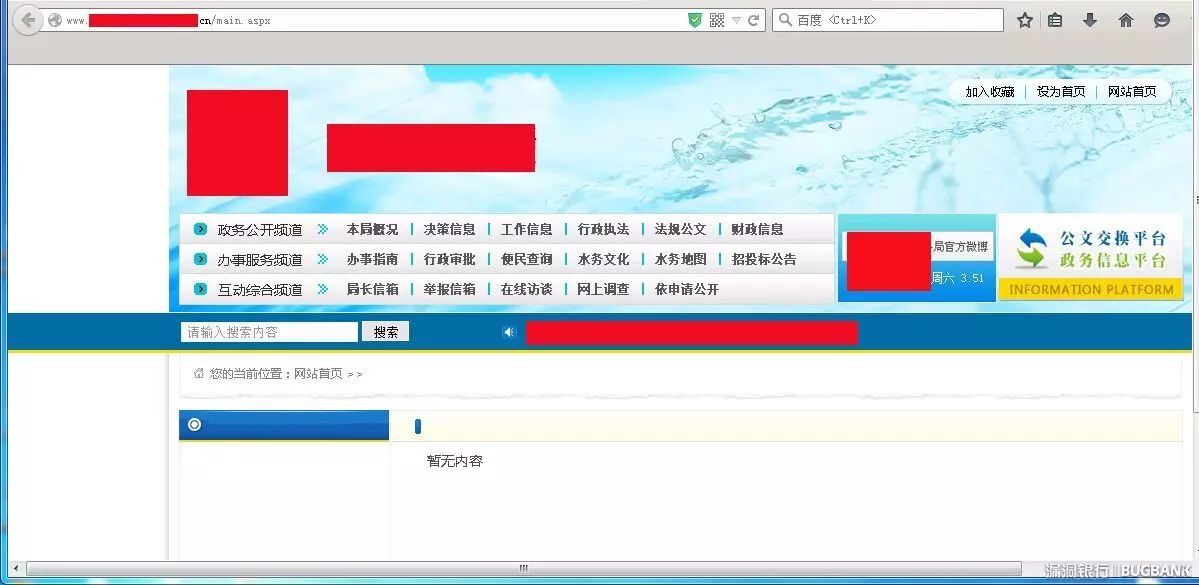 www. cn/main.aspx
百度 <Ctrl+K>
加入收藏 | 设为首页 | 网站首页
政务公开频道 本局概况 | 决策信息 | 工作信息 | 行政执法 | 法规公文 | 财政信息
办事服务频道 办事指南 | 行政审批 | 便民查询 | 水务文化 | 水务地图 | 招投标公告
互动综合频道 局长信箱 | 举报信箱 | 在线访谈 | 网上调查 | 依申请公开
局官方微博
周六 3:51
公文交换平台
政务信息平台
INFORMATION PLATFORM
请输入搜索内容 搜索
您的当前位置：网站首页 > >
暂无内容
漏洞银行 | BUGBANK